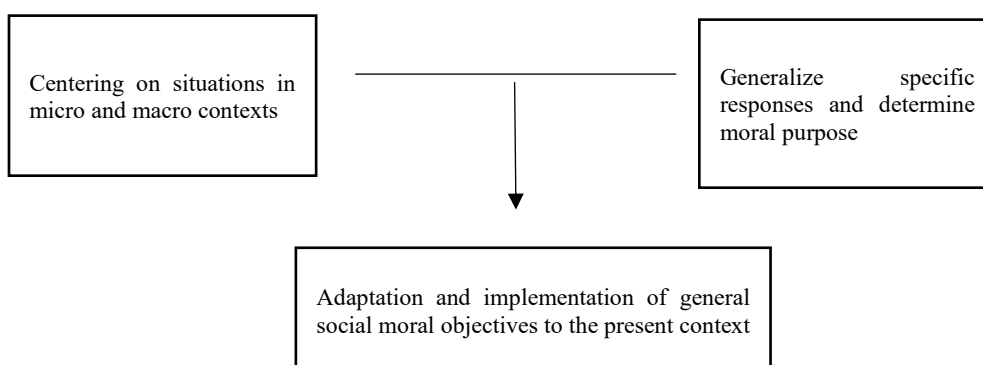 Centering on situations in
micro and macro contexts
Generalize specific
responses and determine
moral purpose
Adaptation and implementation of general
social moral objectives to the present context